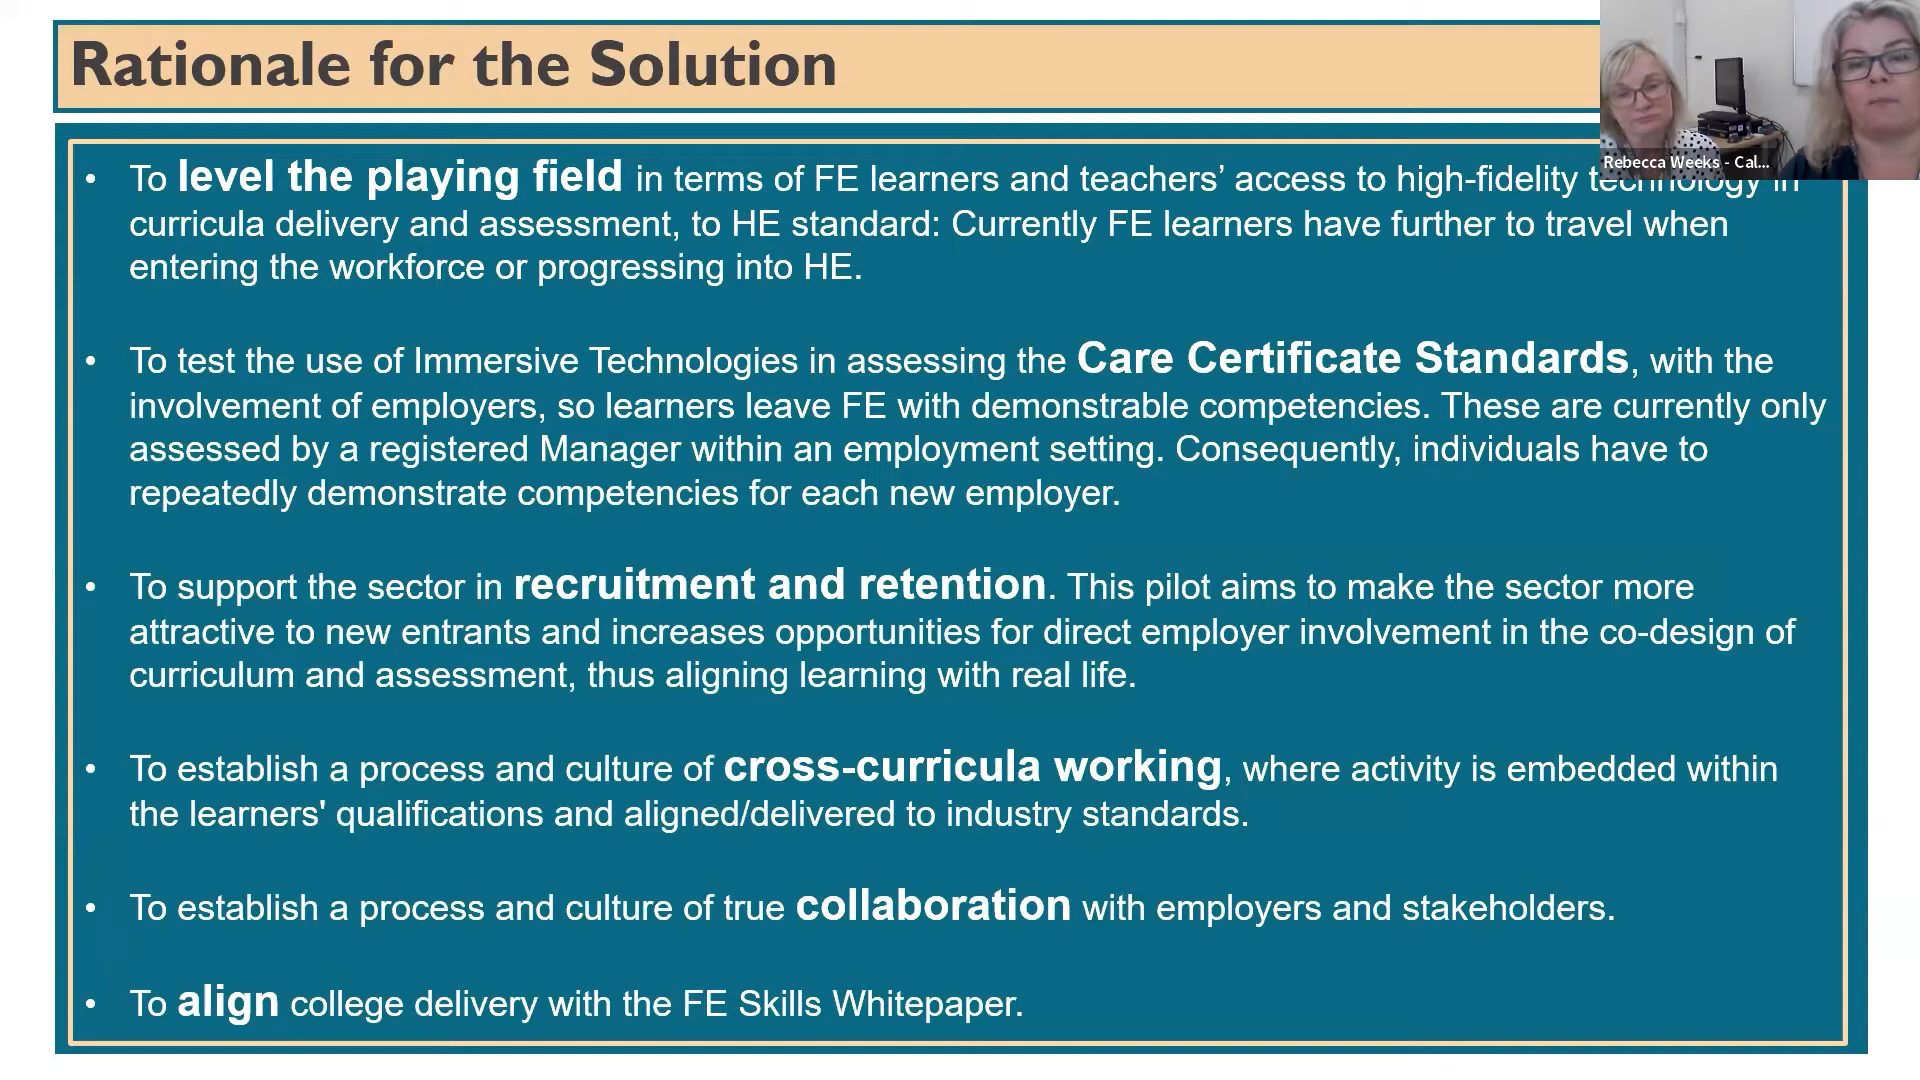 Rationale for the Solution
Rebecca Weeks - Cal...
• To level the playing field in terms of FE learners and teachers’ access to high-fidelity technology in
curricula delivery and assessment, to HE standard: Currently FE learners have further to travel when
entering the workforce or progressing into HE.
• To test the use of Immersive Technologies in assessing the Care Certificate Standards, with the
involvement of employers, so learners leave FE with demonstrable competencies. These are currently only
assessed by a registered Manager within an employment setting. Consequently, individuals have to
repeatedly demonstrate competencies for each new employer.
• To support the sector in recruitment and retention. This pilot aims to make the sector more
attractive to new entrants and increases opportunities for direct employer involvement in the co-design of
curriculum and assessment, thus aligning learning with real life.
• To establish a process and culture of cross-curricula working, where activity is embedded within
the learners' qualifications and aligned/delivered to industry standards.
• To establish a process and culture of true collaboration with employers and stakeholders.
• To align college delivery with the FE Skills Whitepaper.